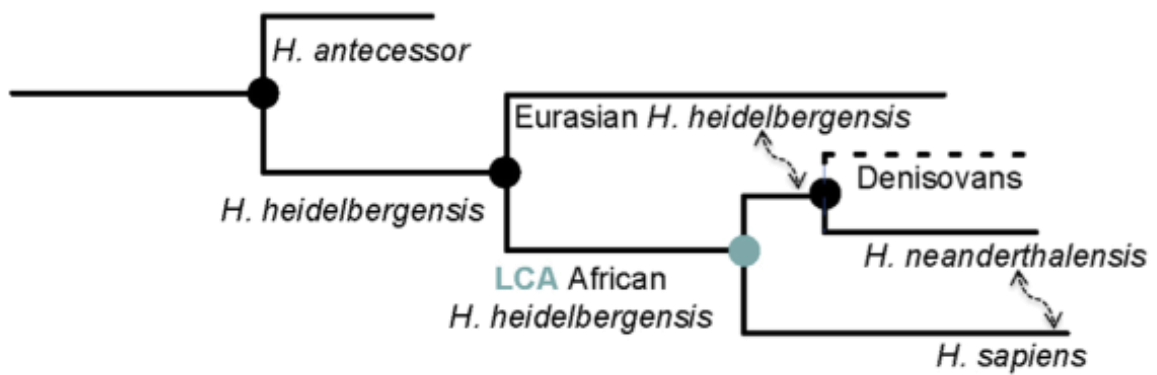 H. antecessor
Eurasian H. heidelbergensis
Denisovans
H. heidelbergensis
H. neanderthalensis
LCA African
H. heidelbergensis
H. sapiens